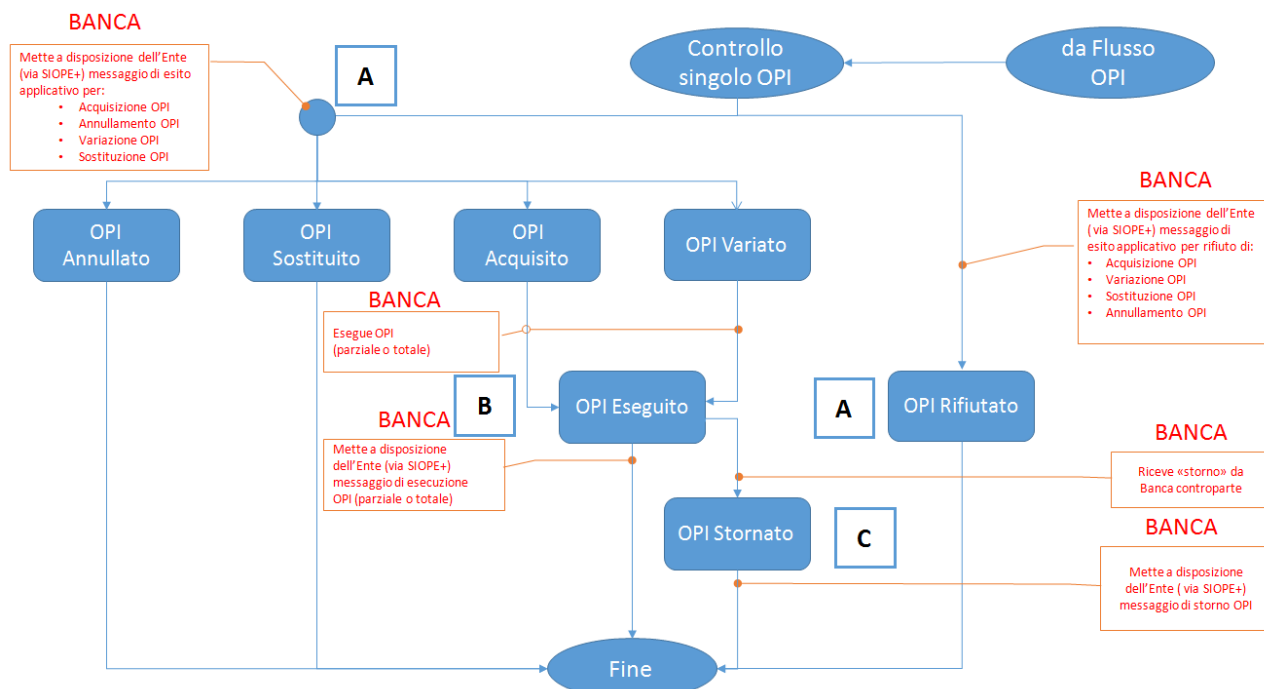 BANCA
Mette a disposizione dell'Ente
(via SIOPE+) messaggio di esito
applicativo per:
• Acquisizione OPI
• Annullamento OPI
• Variazione OPI
• Sostituzione OPI
A
Controllo
singolo OPI
da Flusso
OPI
BANCA
Mette a disposizione dell'Ente
( via SIOPE+) messaggio di
esito applicativo per rifiuto di:
• Acquisizione OPI
• Variazione OPI
• Sostituzione OPI
• Annullamento OPI
OPI
Annullato
OPI
Sostituito
OPI
Acquisito
OPI Variato
BANCA
Esegue OPI
(parziale o totale)
B
OPI Eseguito
A
OPI Rifiutato
BANCA
Mette a disposizione
dell'Ente (via SIOPE+)
messaggio di esecuzione
OPI (parziale o totale)
BANCA
Riceve «storno» da
Banca controparte
OPI Stornato
C
BANCA
Mette a disposizione
dell'Ente ( via SIOPE+)
messaggio di storno OPI
Fine